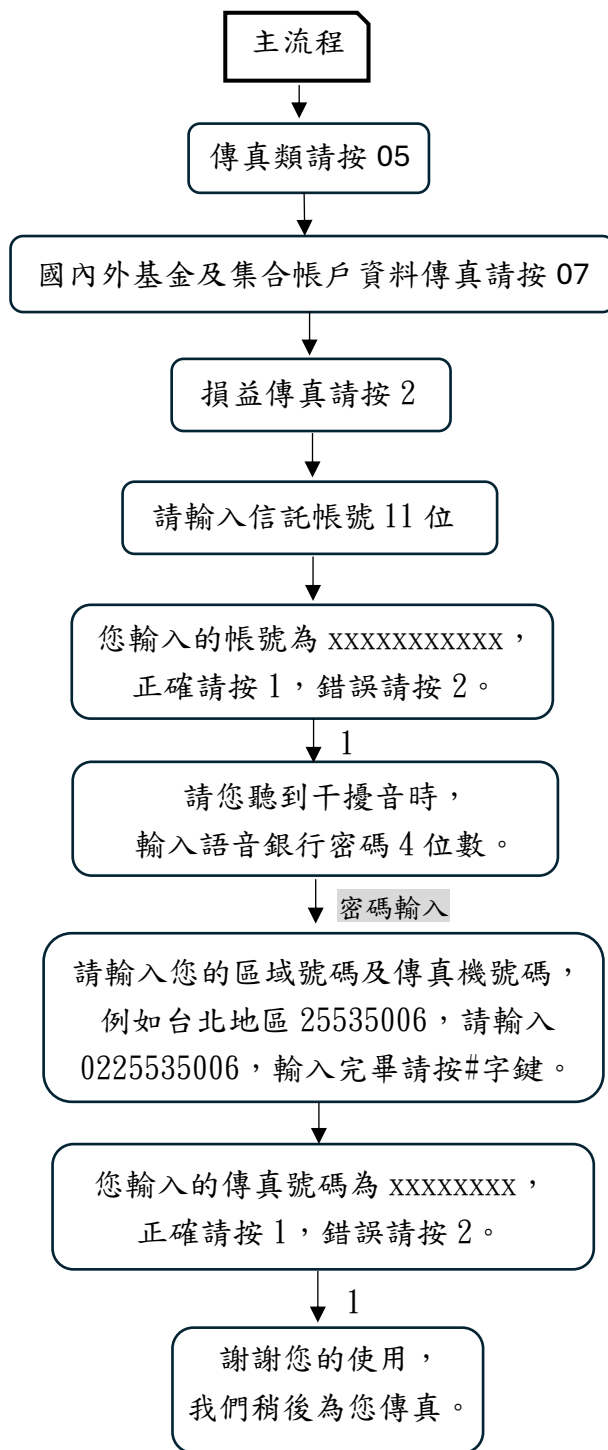 主流程
傳真類請按 05
國內外基金及集合帳戶資料傳真請按 07
損益傳真請按 2
請輸入信託帳號 11 位
您輸入的帳號為 xxxxxxxxxxx，
正確請按 1，錯誤請按 2。
1
請您聽到干擾音時，
輸入語音銀行密碼 4 位數。
密碼輸入
請輸入您的區域號碼及傳真機號碼，
例如台北地區 25535006，請輸入
0225535006，輸入完畢請按#字鍵。
您輸入的傳真號碼為 xxxxxxxx，
正確請按 1，錯誤請按 2。
1
謝謝您的使用，
我們稍後為您傳真。